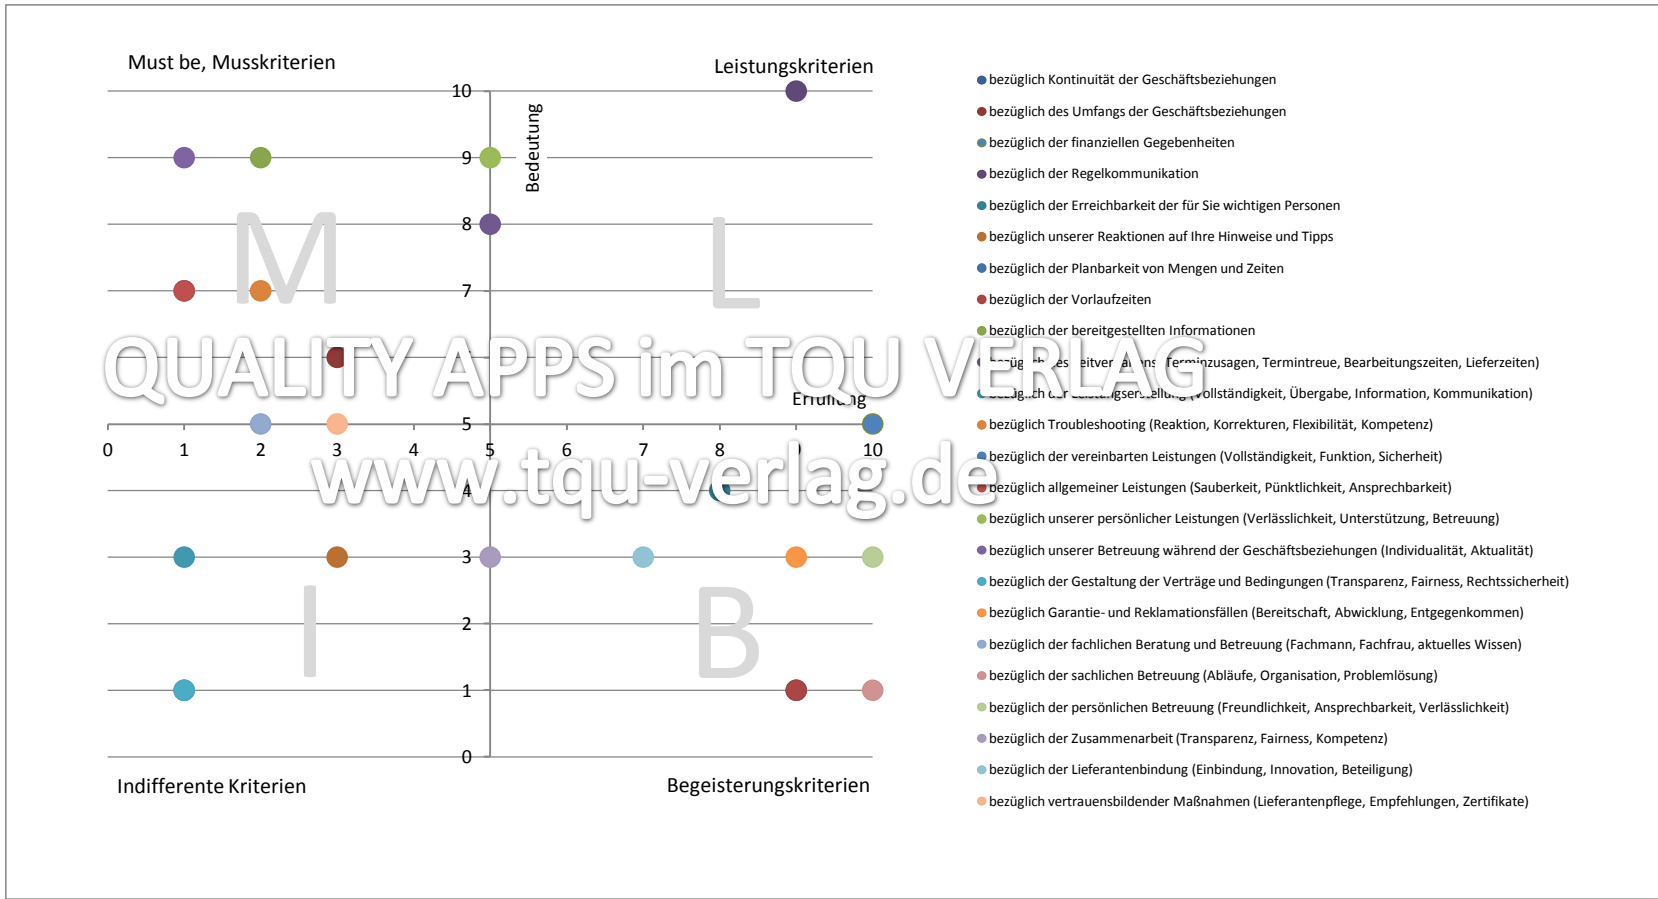 Must be, Musskriterien
Leistungskriterien
Bedeutung
Erfüllung
10
9
8
7
5
4
3
2
1
0
0 1 2 3 4 5 6 7 8 9 10
M
L
I
B
QUALITY APPS im TQU VERLAG
www.tqu-verlag.de
Indifferente Kriterien
Begeisterungskriterien
bezüglich Kontinuität der Geschäftsbeziehungen
bezüglich des Umfangs der Geschäftsbeziehungen
bezüglich der finanziellen Gegebenheiten
bezüglich der Regelkommunikation
bezüglich der Erreichbarkeit der für Sie wichtigen Personen
bezüglich unserer Reaktionen auf Ihre Hinweise und Tipps
bezüglich der Planbarkeit von Mengen und Zeiten
bezüglich der Vorlaufzeiten
bezüglich der bereitgestellten Informationen
bezüglich des Zeitverhaltens (Terminzusagen, Termintreue, Bearbeitungszeiten, Lieferzeiten)
bezüglich der Leistungserstellung (Vollständigkeit, Übergabe, Information, Kommunikation)
bezüglich Troubleshooting (Reaktion, Korrekturen, Flexibilität, Kompetenz)
bezüglich der vereinbarten Leistungen (Vollständigkeit, Funktion, Sicherheit)
bezüglich allgemeiner Leistungen (Sauberkeit, Pünktlichkeit, Ansprechbarkeit)
bezüglich unserer persönlicher Leistungen (Verlässlichkeit, Unterstützung, Betreuung)
bezüglich unserer Betreuung während der Geschäftsbeziehungen (Individualität, Aktualität)
bezüglich der Gestaltung der Verträge und Bedingungen (Transparenz, Fairness, Rechtssicherheit)
bezüglich Garantie- und Reklamationsfällen (Bereitschaft, Abwicklung, Entgegenkommen)
bezüglich der fachlichen Beratung und Betreuung (Fachmann, Fachfrau, aktuelles Wissen)
bezüglich der sachlichen Betreuung (Abläufe, Organisation, Problemlösung)
bezüglich der persönlichen Betreuung (Freundlichkeit, Ansprechbarkeit, Verlässlichkeit)
bezüglich der Zusammenarbeit (Transparenz, Fairness, Kompetenz)
bezüglich der Lieferantenbindung (Einbindung, Innovation, Beteiligung)
bezüglich vertrauensbildender Maßnahmen (Lieferantenpflege, Empfehlungen, Zertifikate)